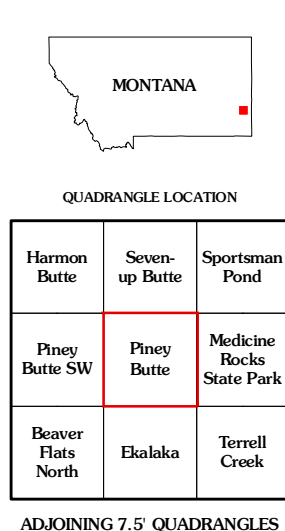 MONTANA
QUADRANGLE LOCATION
Harmon
Butte
Seven-
up Butte
Sportsman
Pond
Piney
Butte SW
Piney
Butte
Medicine
Rocks
State Park
Beaver
Flats
North
Ekalaka
Terrell
Creek
ADJOINING 7.5' QUADRANGLES